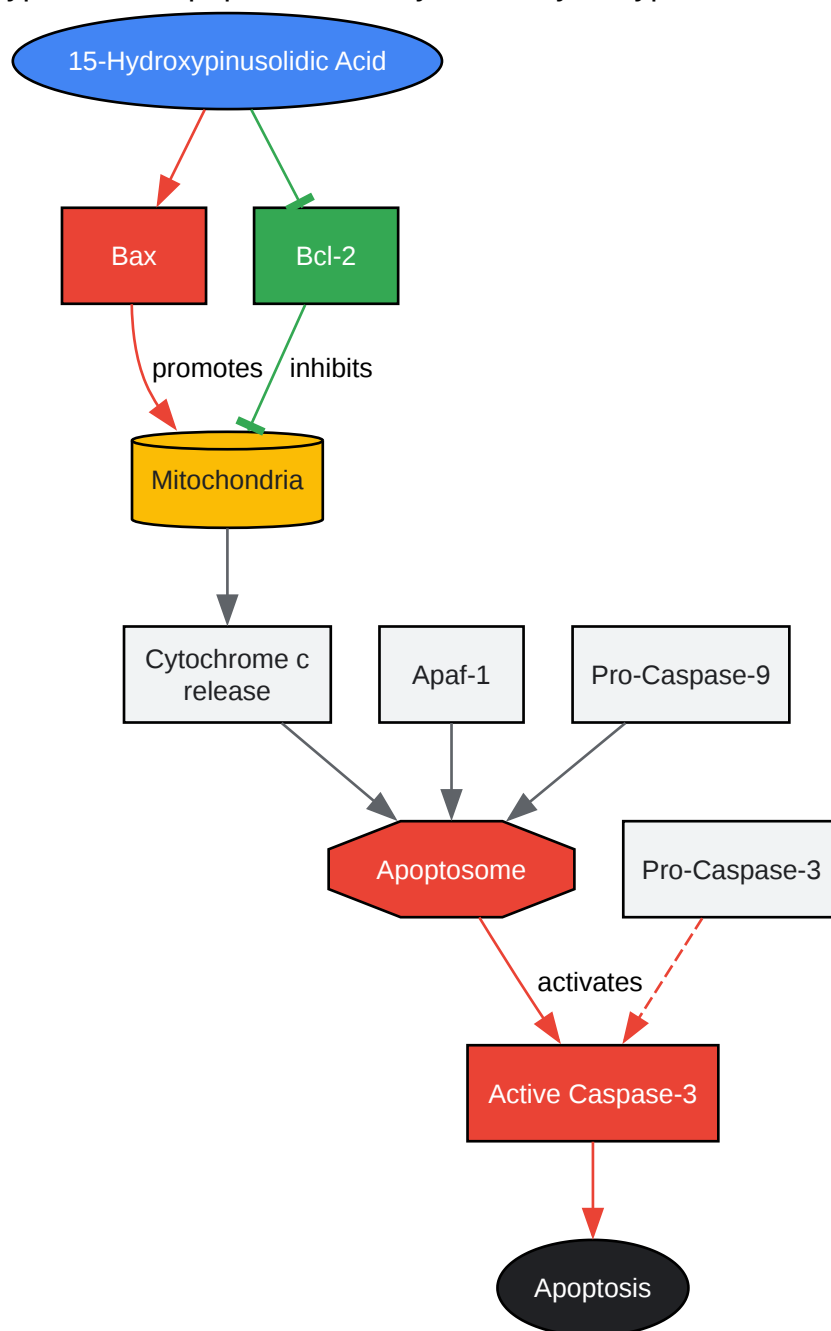 15-Hydroxypinusolidic Acid
Bax
Bcl-2
promotes
inhibits
Mitochondria
Cytochrome c
release
Apaf-1
Pro-Caspase-9
Apoptosome
Pro-Caspase-3
activates
Active Caspase-3
Apoptosis